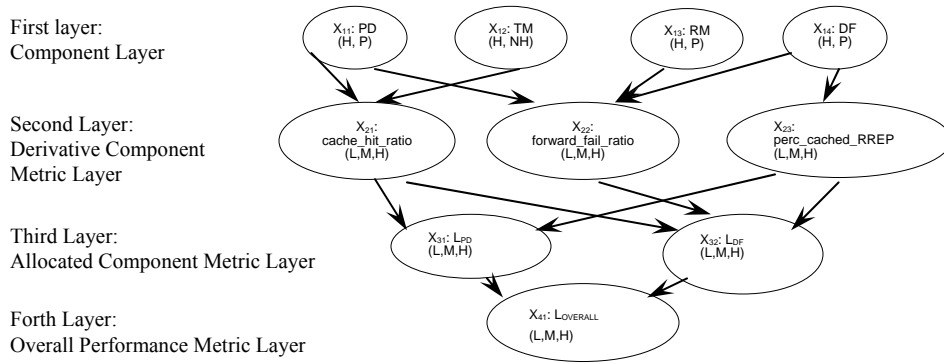 First layer:
Component Layer
X11: PD
(H, P)
X12: TM
(H, NH)
X13: RM
(H, P)
X14: DF
(H, P)
Second Layer:
Derivative Component
Metric Layer
X21:
cache_hit_ratio
(L,M,H)
X22:
forward_fail_ratio
(L,M,H)
X23:
perc_cached_RREP
(L,M,H)
Third Layer:
Allocated Component Metric Layer
X31: LPD
(L,M,H)
X32: LDF
(L,M,H)
Forth Layer:
Overall Performance Metric Layer
X41: LOVERALL
(L,M,H)